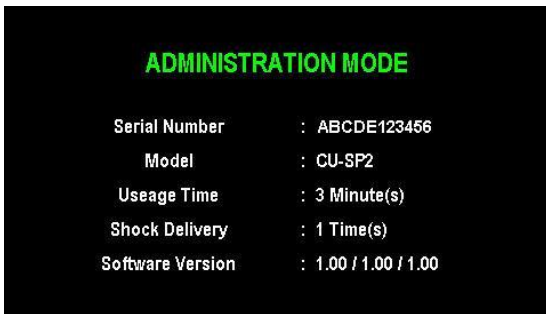 ADMINISTRATION MODE
Serial Number : ABCDE123456
Model : CU-SP2
Useage Time : 3 Minute(s)
Shock Delivery : 1 Time(s)
Software Version : 1.00 / 1.00 / 1.00